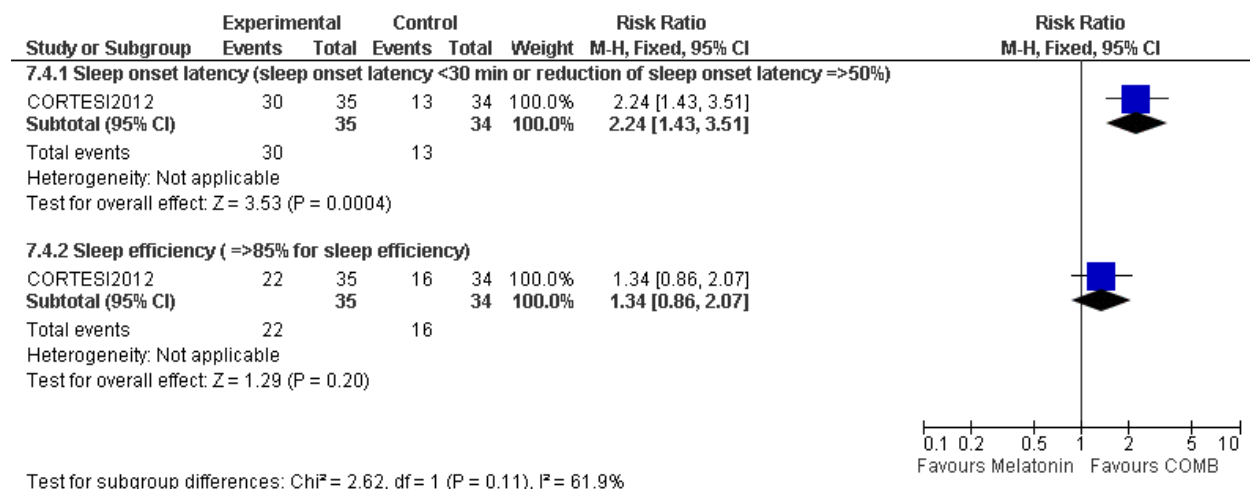 Experimental Control Risk Ratio Risk Ratio
Study or Subgroup Events Total Events Total Weight M-H, Fixed, 95% CI M-H, Fixed, 95% CI
7.4.1 Sleep onset latency (sleep onset latency <30 min or reduction of sleep onset latency =>50%)
CORTESI2012 30 35 13 34 100.0% 2.24 [1.43, 3.51]
Subtotal (95% CI) 35 34 100.0% 2.24 [1.43, 3.51]
Total events 30 13
Heterogeneity: Not applicable
Test for overall effect: Z = 3.53 (P = 0.0004)
7.4.2 Sleep efficiency ( =>85% for sleep efficiency)
CORTESI2012 22 35 16 34 100.0% 1.34 [0.86, 2.07]
Subtotal (95% CI) 35 34 100.0% 1.34 [0.86, 2.07]
Total events 22 16
Heterogeneity: Not applicable
Test for overall effect: Z = 1.29 (P = 0.20)
0.1 0.2 0.5 1 2 5 10
Favours Melatonin Favours COMB
Test for subgroup differences: Chi² = 2.62, df = 1 (P = 0.11), I² = 61.9%